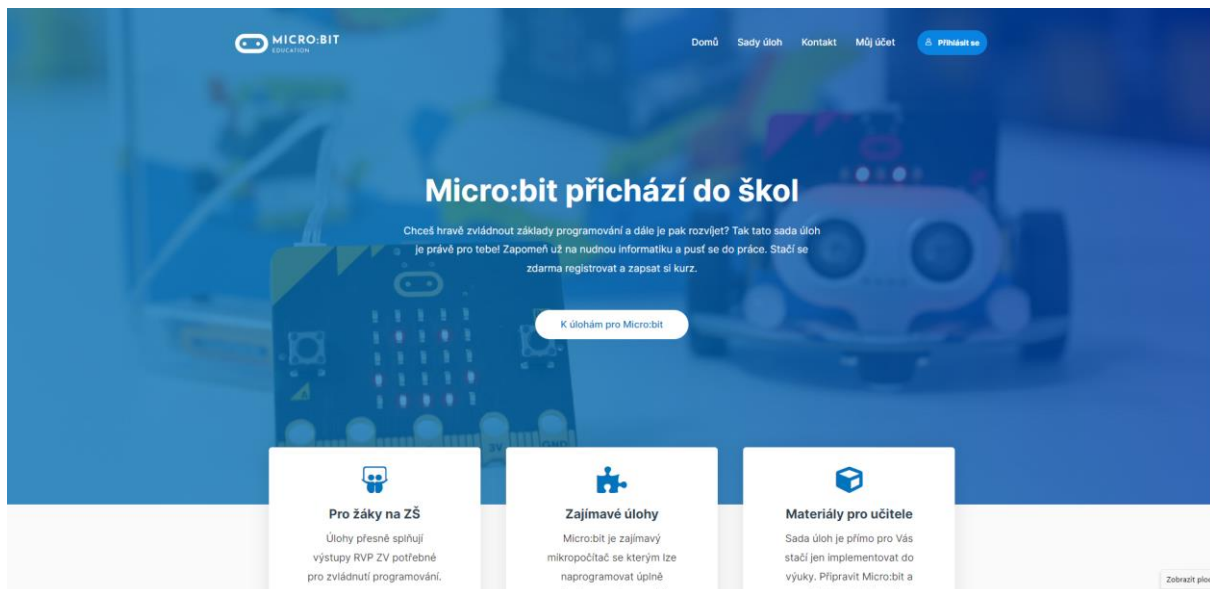 MICRO:BIT
EDUCATION
Domů Sady úloh Kontakt Můj účet Přihlásit se
Micro:bit přichází do škol
Chceš hravě zvládnout základy programování a dále je pak rozvíjet? Tak tato sada úloh
je právě pro tebe! Zapomeň už na nudnou informatiku a pusť se do práce. Stačí se
zdarma registrovat a zapsat si kurz.
K úlohám pro Micro:bit
A
3V
GND
Pro žáky na ZŠ
Úlohy přesně splňují
výstupy RVP ZV potřebné
pro zvládnutí programování.
Zajímavé úlohy
Micro:bit je zajímavý
mikropočítač se kterým lze
naprogramovat úplně
Materiály pro učitele
Sada úloh je přímo pro Vás
stačí jen implementovat do
výuky. Připravit Micro:bit a
Zobrazit